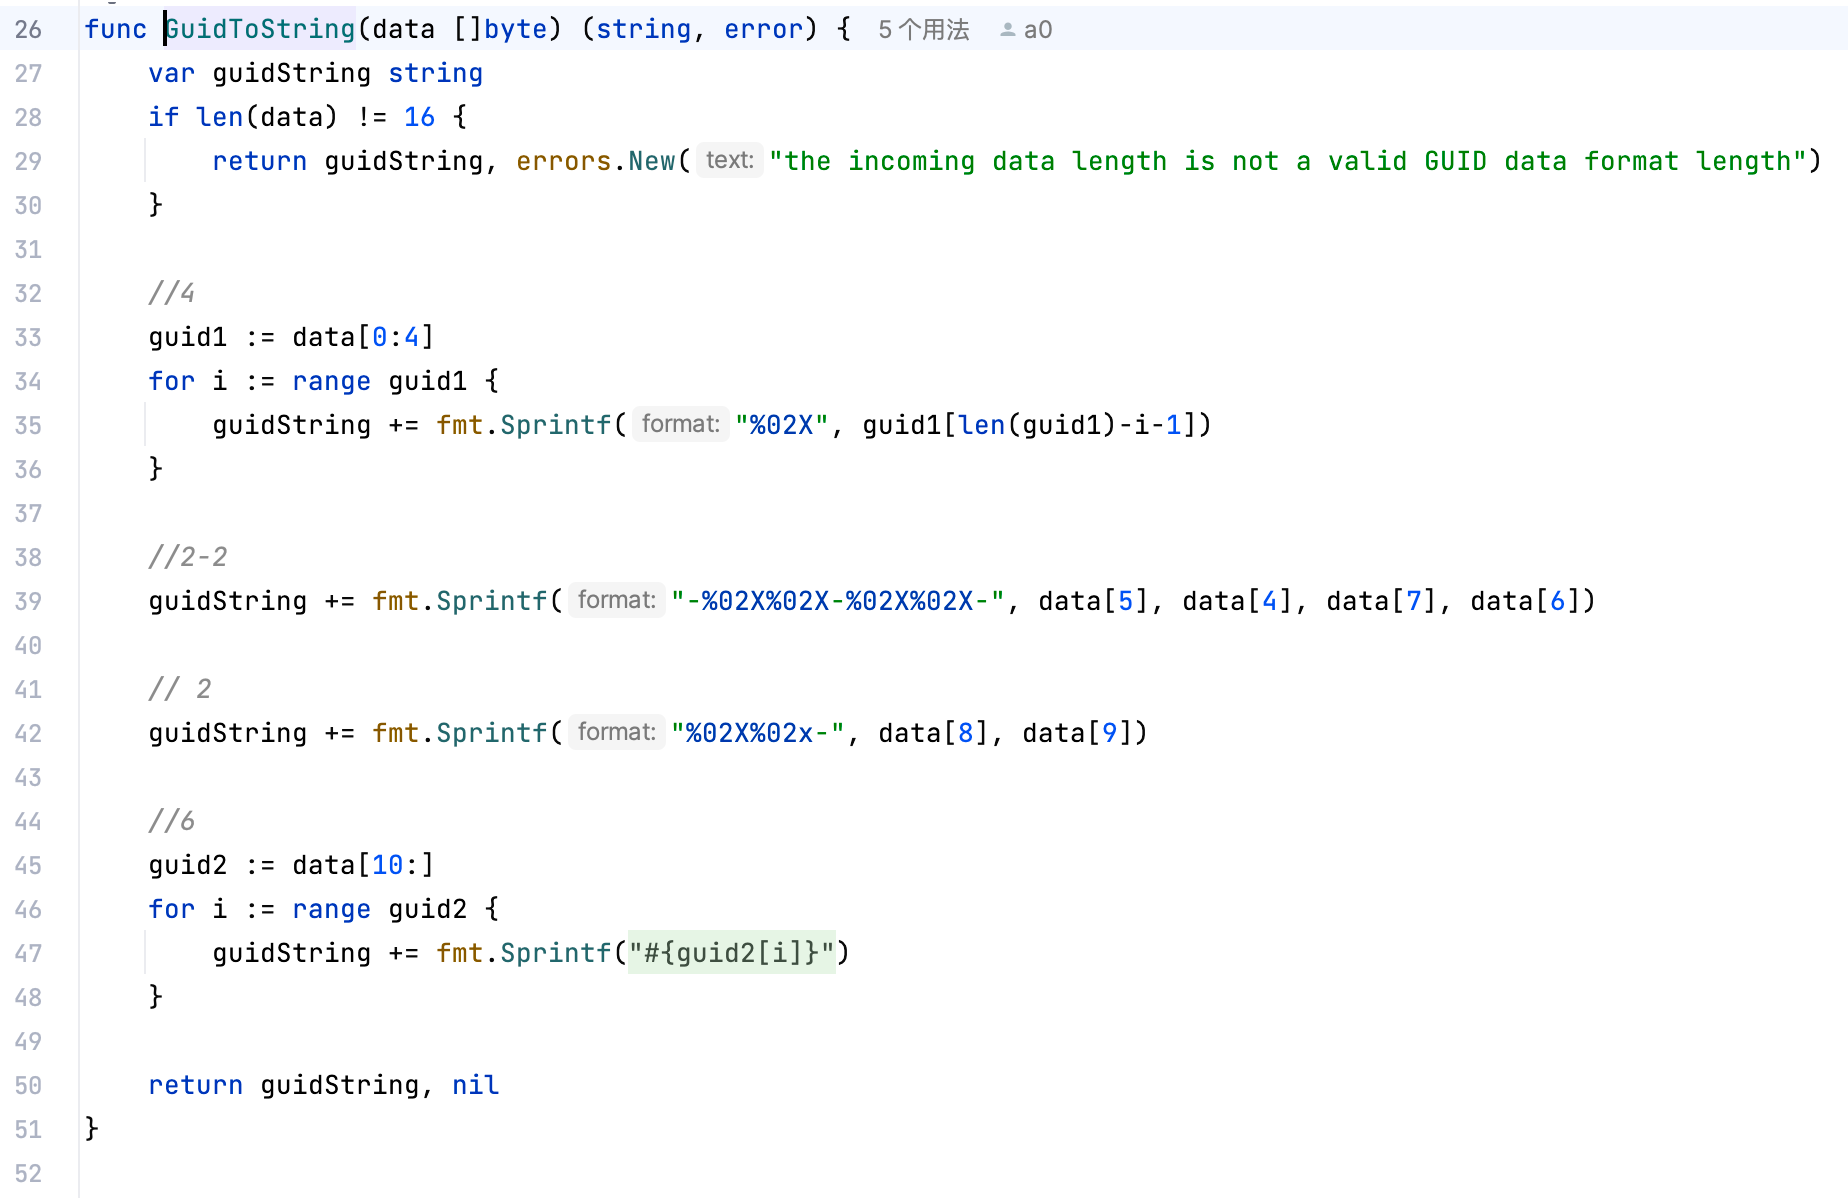 26 func GuidToString(data []byte) (string, error) { 5 个用法 a0
27 var guidString string
28 if len(data) != 16 {
29 return guidString, errors.New( text: "the incoming data length is not a valid GUID data format length")
30 }
31
32 //4
33 guid1 := data[0:4]
34 for i := range guid1 {
35 guidString += fmt.Sprintf( format: "%02X", guid1[len(guid1)-i-1])
36 }
37
38 //2-2
39 guidString += fmt.Sprintf( format: "-%02X%02X-%02X%02X-", data[5], data[4], data[7], data[6])
40
41 // 2
42 guidString += fmt.Sprintf( format: "%02X%02x-", data[8], data[9])
43
44 //6
45 guid2 := data[10:]
46 for i := range guid2 {
47 guidString += fmt.Sprintf("#{guid2[i]}")
48 }
49
50 return guidString, nil
51 }
52